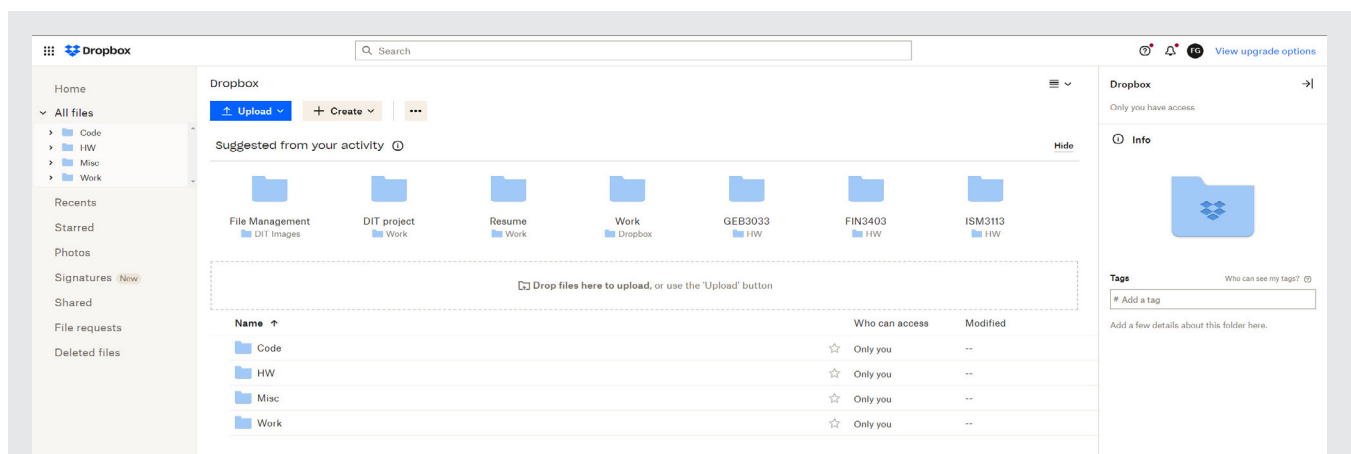 Dropbox
Search
FG
View upgrade options
Home
All files
Code
HW
Misc
Work
Recents
Starred
Photos
Signatures New
Shared
File requests
Deleted files
Dropbox
Upload
Create
Suggested from your activity
Hide
File Management DIT project Resume Work GEB3033 FIN3403 ISM3113
DIT Images Work Work Dropbox HW HW HW
Drop files here to upload, or use the 'Upload' button
Name Who can access Modified
Code Only you --
HW Only you --
Misc Only you --
Work Only you --
Dropbox
Only you have access
Info
Tags Who can see my tags?
# Add a tag
Add a few details about this folder here.